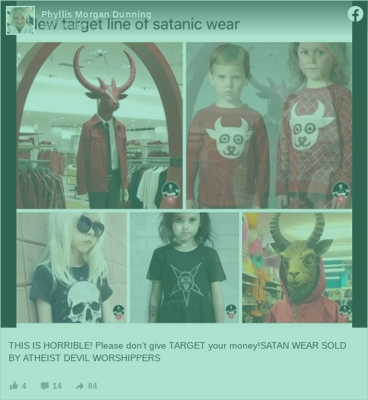 Phyllis Morgan Dunning
New target line of satanic wear
THIS IS HORRIBLE! Please don't give TARGET your money!SATAN WEAR SOLD
BY ATHEIST DEVIL WORSHIPPERS
4
14
84